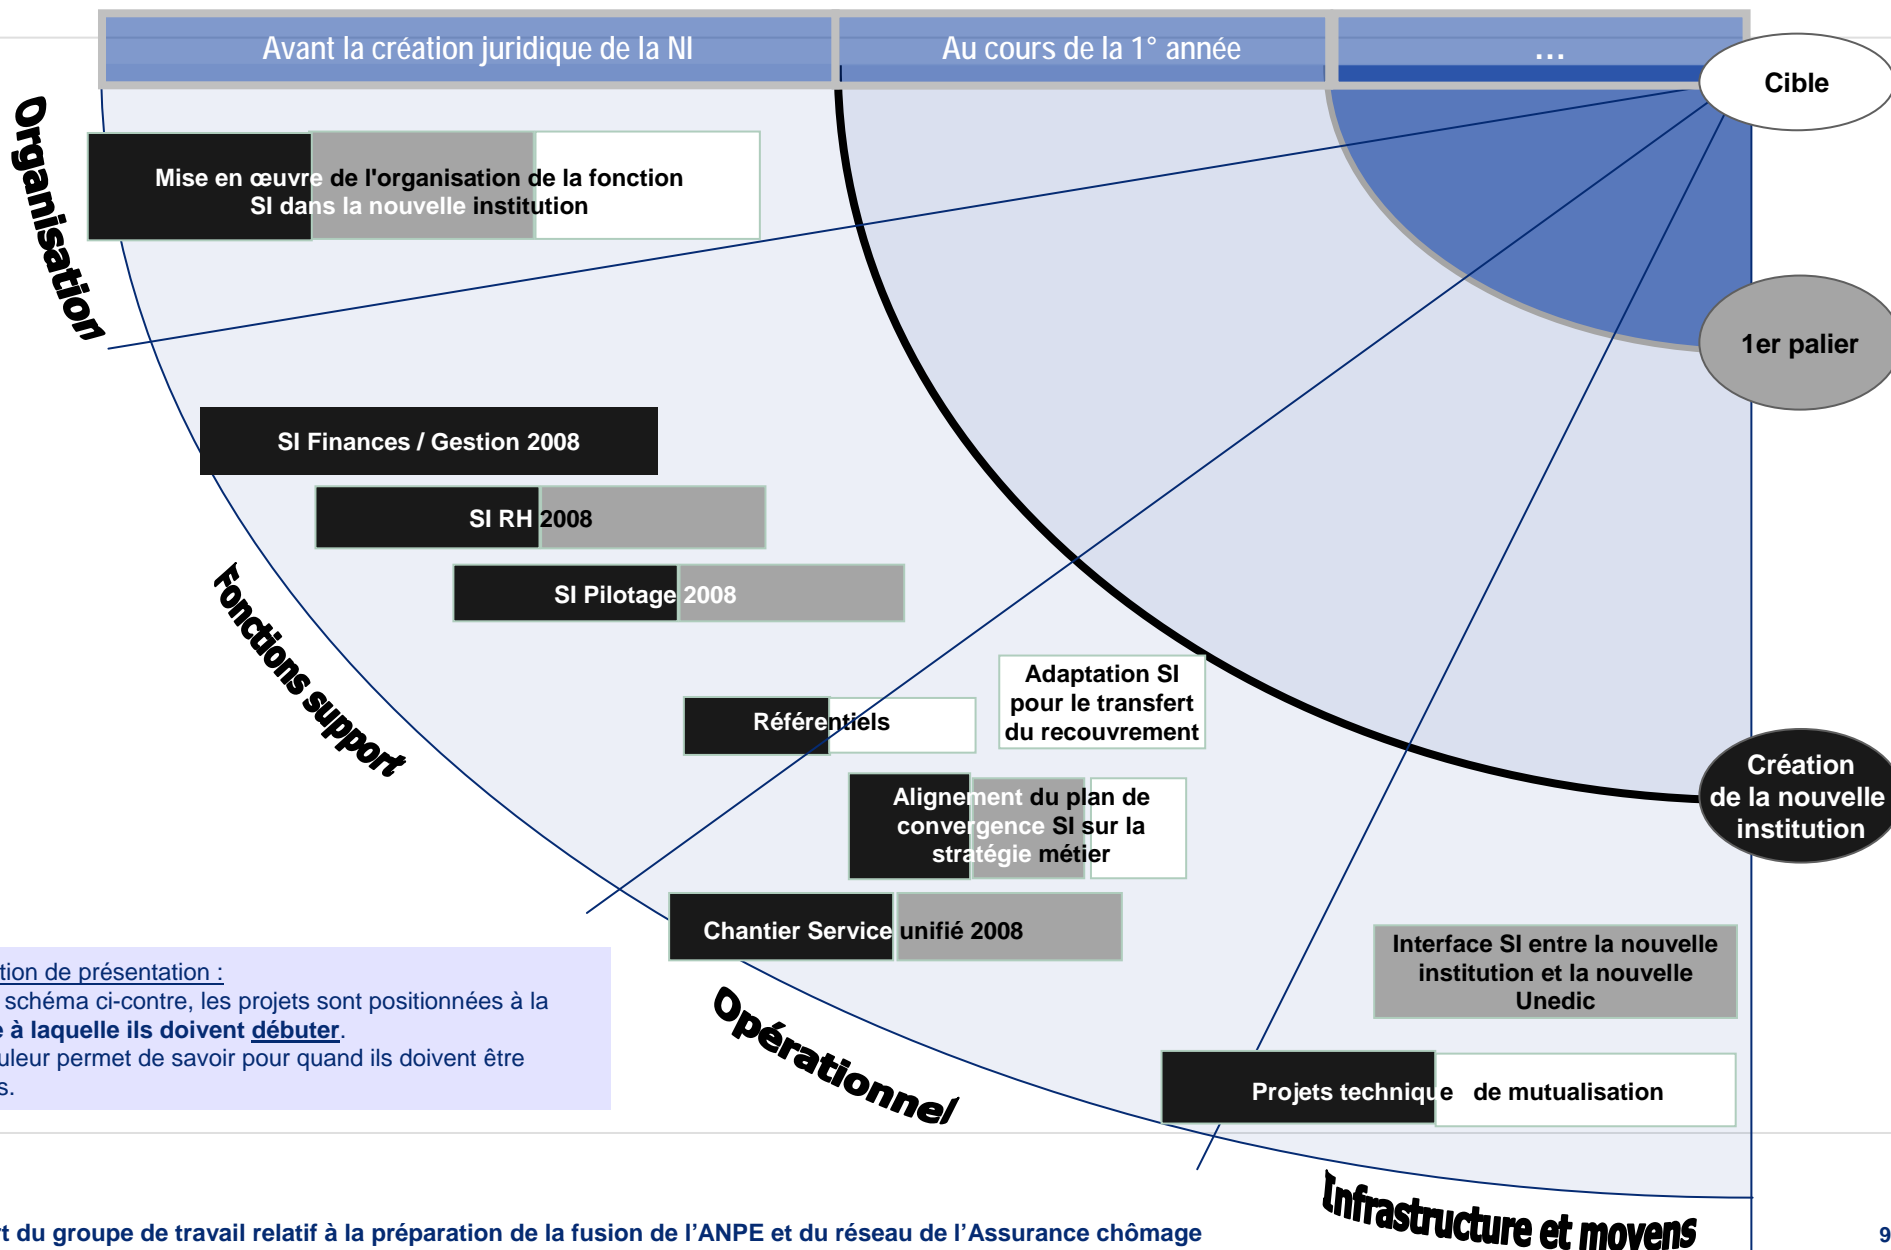 Avant la création juridique de la NI
Au cours de la 1° année
...
Cible
Organisation
Mise en œuvre de l'organisation de la fonction
SI dans la nouvelle institution
1er palier
SI Finances / Gestion 2008
SI RH 2008
SI Pilotage 2008
Fonctions support
Adaptation SI
pour le transfert
du recouvrement
Référentiels
Création
de la nouvelle
institution
Alignement du plan de
convergence SI sur la
stratégie métier
Chantier Service unifié 2008
Interface SI entre la nouvelle
institution et la nouvelle
Unedic
tion de présentation :
schéma ci-contre, les projets sont positionnées à la
e à laquelle ils doivent débuter.
uleur permet de savoir pour quand ils doivent être
s.
Opérationnel
Projets technique de mutualisation
Infrastructure et moyens
rt du groupe de travail relatif à la préparation de la fusion de l'ANPE et du réseau de l'Assurance chômage
9